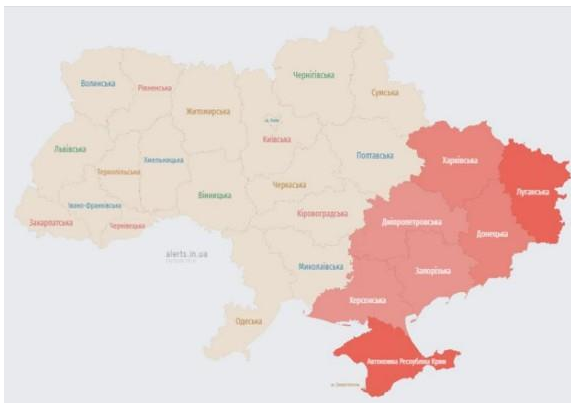 Чернігівська
Волинська
Рівненська
Сумська
Житомирська
Київська
Львівська
Тернопільська
Хмельницька
Полтавська
Харківська
Луганська
Вінницька
Черкаська
Івано-Франківська
Закарпатська
Чернівецька
Кіровоградська
Дніпропетровська
Донецька
alerts.in.ua
Миколаївська
Запорізька
Херсонська
Одеська
Автономна Республіка Крим